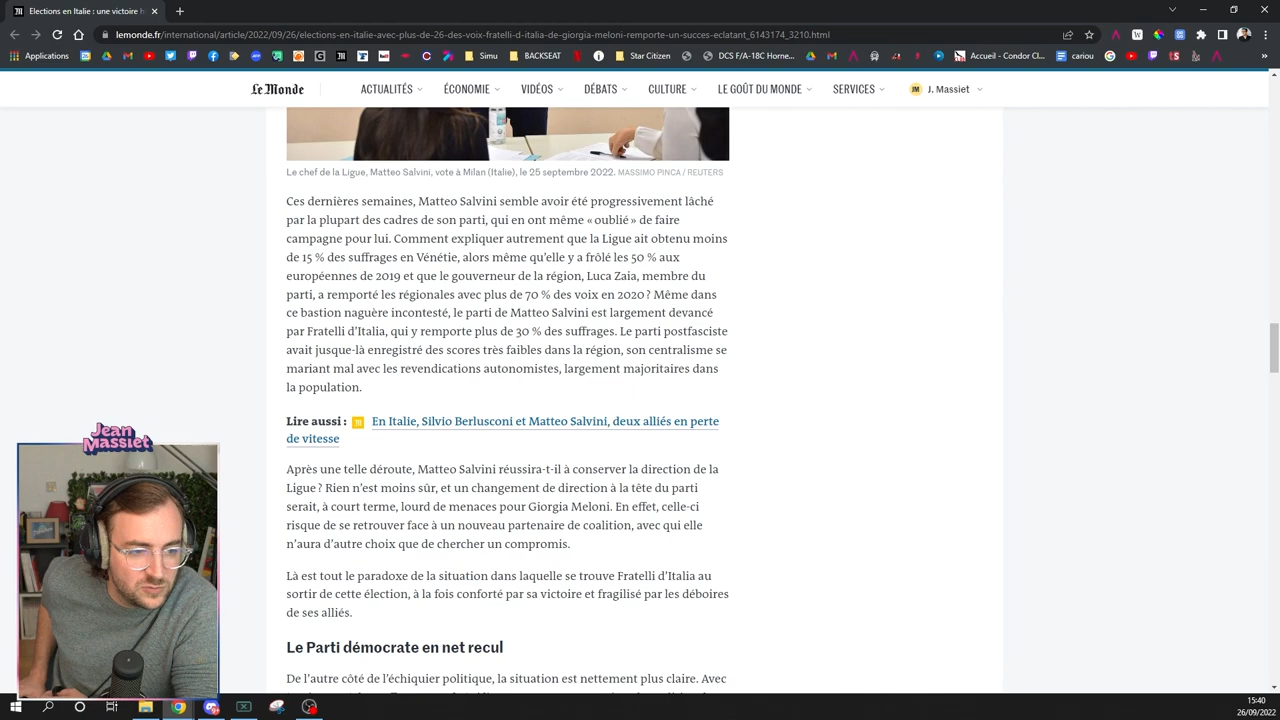 Elections en Italie : une victoire h
lemonde.fr/international/article/2022/09/26/elections-en-italie-avec-plus-de-26-des-voix-fratelli-d-italia-de-giorgia-meloni-remporte-un-succes-eclatant_6143174_3210.html
Applications Simu BACKSEAT Star Citizen DCS F/A-18C Horne... Accueil - Condor Cl... cariou
Le Monde ACTUALITÉS ÉCONOMIE VIDÉOS DÉBATS CULTURE LE GOÛT DU MONDE SERVICES JM J. Massiet
Le chef de la Ligue, Matteo Salvini, vote à Milan (Italie), le 25 septembre 2022. MASSIMO PINCA / REUTERS
Ces dernières semaines, Matteo Salvini semble avoir été progressivement lâché
par la plupart des cadres de son parti, qui en ont même « oublié » de faire
campagne pour lui. Comment expliquer autrement que la Ligue ait obtenu moins
de 15 % des suffrages en Vénétie, alors même qu’elle y a frôlé les 50 % aux
européennes de 2019 et que le gouverneur de la région, Luca Zaia, membre du
parti, a remporté les régionales avec plus de 70 % des voix en 2020 ? Même dans
ce bastion naguère incontesté, le parti de Matteo Salvini est largement devancé
par Fratelli d’Italia, qui y remporte plus de 30 % des suffrages. Le parti postfasciste
avait jusque-là enregistré des scores très faibles dans la région, son centralisme se
mariant mal avec les revendications autonomistes, largement majoritaires dans
la population.
Lire aussi : En Italie, Silvio Berlusconi et Matteo Salvini, deux alliés en perte
de vitesse
Après une telle déroute, Matteo Salvini réussira-t-il à conserver la direction de la
Ligue ? Rien n’est moins sûr, et un changement de direction à la tête du parti
serait, à court terme, lourd de menaces pour Giorgia Meloni. En effet, celle-ci
risque de se retrouver face à un nouveau partenaire de coalition, avec qui elle
n’aura d’autre choix que de chercher un compromis.
Là est tout le paradoxe de la situation dans laquelle se trouve Fratelli d’Italia au
sortir de cette élection, à la fois conforté par sa victoire et fragilisé par les déboires
de ses alliés.
Le Parti démocrate en net recul
De l’autre côté de l’échiquier politique, la situation est nettement plus claire. Avec
Jean
Massiet
15:40
26/09/2022